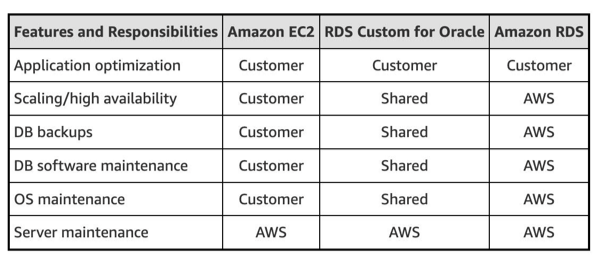 Features and Responsibilities Amazon EC2 RDS Custom for Oracle Amazon RDS
Application optimization Customer Customer Customer
Scaling/high availability Customer Shared AWS
DB backups Customer Shared AWS
DB software maintenance Customer Shared AWS
OS maintenance Customer Shared AWS
Server maintenance AWS AWS AWS